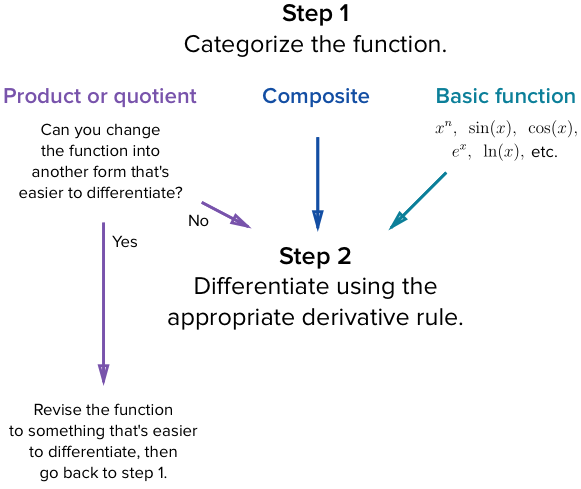 Step 1
Categorize the function.
Product or quotient
Can you change
the function into
another form that's
easier to differentiate?
Composite
Basic function
xⁿ, sin(x), cos(x),
eˣ, ln(x), etc.
No
Yes
Step 2
Differentiate using the
appropriate derivative rule.
Revise the function
to something that's easier
to differentiate, then
go back to step 1.